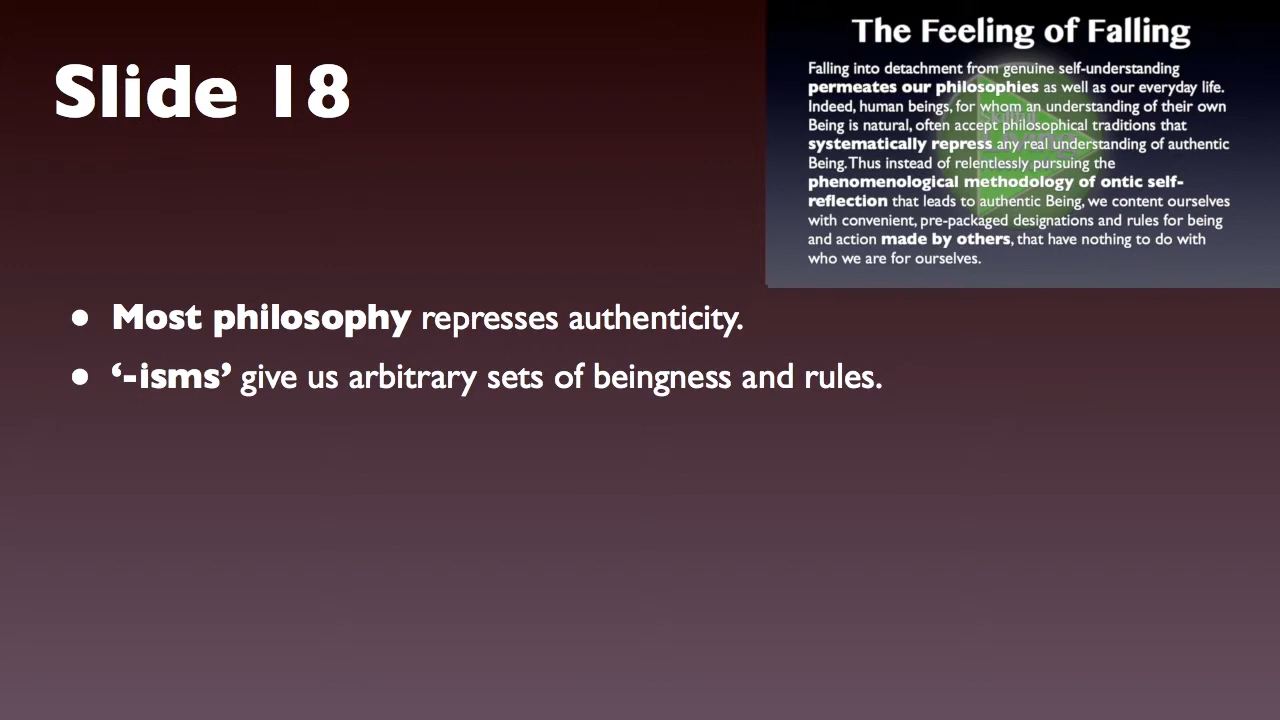 Slide 18
The Feeling of Falling
Falling into detachment from genuine self-understanding
permeates our philosophies as well as our everyday life.
Indeed, human beings, for whom an understanding of their own
Being is natural, often accept philosophical traditions that
systematically repress any real understanding of authentic
Being. Thus instead of relentlessly pursuing the
phenomenological methodology of ontic self-
reflection that leads to authentic Being, we content ourselves
with convenient, pre-packaged designations and rules for being
and action made by others, that have nothing to do with
who we are for ourselves.
● Most philosophy represses authenticity.
● ‘-isms’ give us arbitrary sets of beingness and rules.